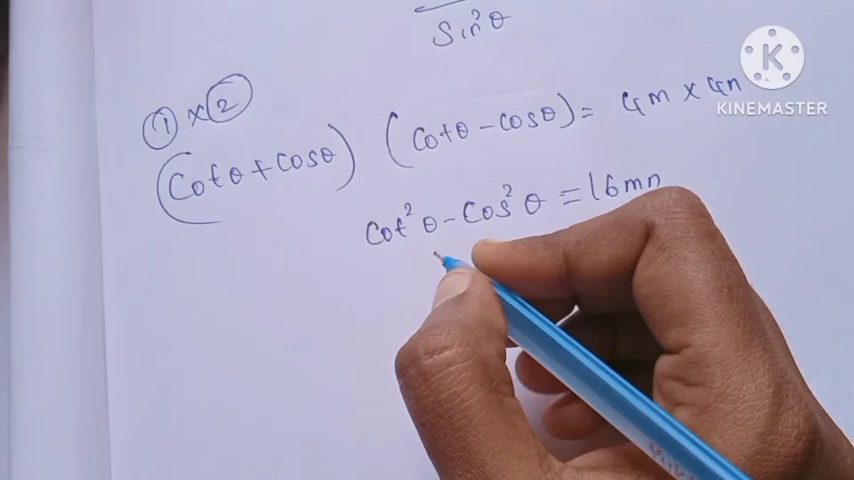 Sin²θ
K
KINEMASTER
① × ②
(Cotθ + Cosθ) (Cotθ - Cosθ) = 4m × 4n
Cot²θ - Cos²θ = 16mn